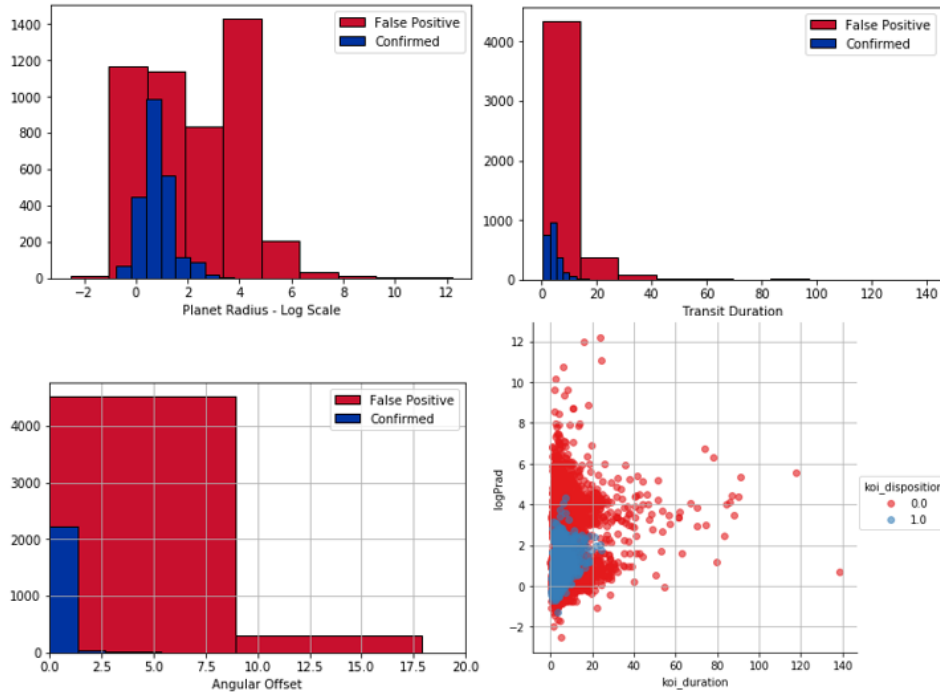 1400
1200
1000
800
600
400
200
0
False Positive
Confirmed
−2 0 2 4 6 8 10 12
Planet Radius - Log Scale
4000
3000
2000
1000
0
False Positive
Confirmed
0 20 40 60 80 100 120 140
Transit Duration
4000
3000
2000
1000
0
False Positive
Confirmed
0.0 2.5 5.0 7.5 10.0 12.5 15.0 17.5 20.0
Angular Offset
12
10
8
6
4
2
0
−2
logPrad
0 20 40 60 80 100 120 140
koi_duration
koi_disposition
0.0
1.0